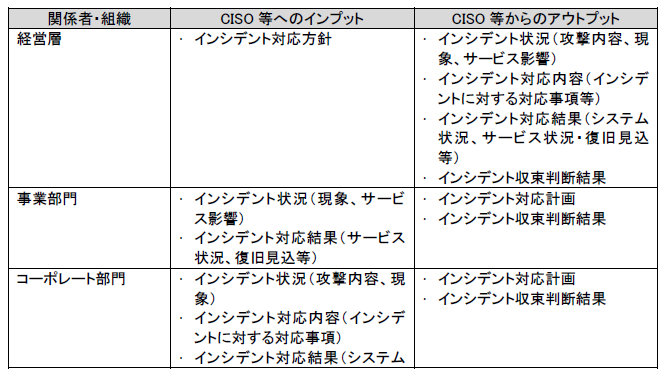 関係者・組織
CISO 等へのインプット
CISO 等からのアウトプット
経営層
・ インシデント対応方針
・ インシデント状況（攻撃内容、現
象、サービス影響）
・ インシデント対応内容（インシデ
ントに対する対応事項等）
・ インシデント対応結果（システム
状況、サービス状況・復旧見込
等）
・ インシデント収束判断結果
事業部門
・ インシデント状況（現象、サービ
ス影響）
・ インシデント対応結果（サービス
状況、復旧見込等）
・ インシデント対応計画
・ インシデント収束判断結果
コーポレート部門
・ インシデント状況（攻撃内容、現
象）
・ インシデント対応内容（インシデ
ントに対する対応事項）
・ インシデント対応結果（システム
・ インシデント対応計画
・ インシデント収束判断結果